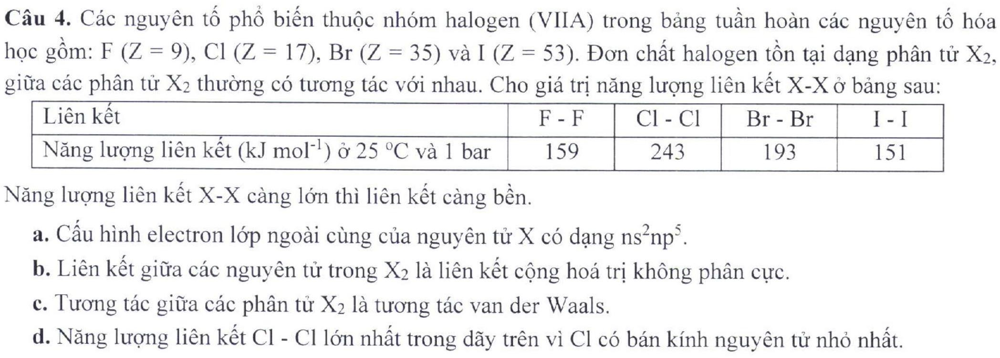 Câu 4. Các nguyên tố phổ biến thuộc nhóm halogen (VIIA) trong bảng tuần hoàn các nguyên tố hóa
học gồm: F (Z = 9), Cl (Z = 17), Br (Z = 35) và I (Z = 53). Đơn chất halogen tồn tại dạng phân tử X₂,
giữa các phân tử X₂ thường có tương tác với nhau. Cho giá trị năng lượng liên kết X-X ở bảng sau:
Liên kết F - F Cl - Cl Br - Br I - I
Năng lượng liên kết (kJ mol⁻¹) ở 25 ⁰C và 1 bar 159 243 193 151
Năng lượng liên kết X-X càng lớn thì liên kết càng bền.
a. Cấu hình electron lớp ngoài cùng của nguyên tử X có dạng ns²np⁵.
b. Liên kết giữa các nguyên tử trong X₂ là liên kết cộng hoá trị không phân cực.
c. Tương tác giữa các phân tử X₂ là tương tác van der Waals.
d. Năng lượng liên kết Cl - Cl lớn nhất trong dãy trên vì Cl có bán kính nguyên tử nhỏ nhất.